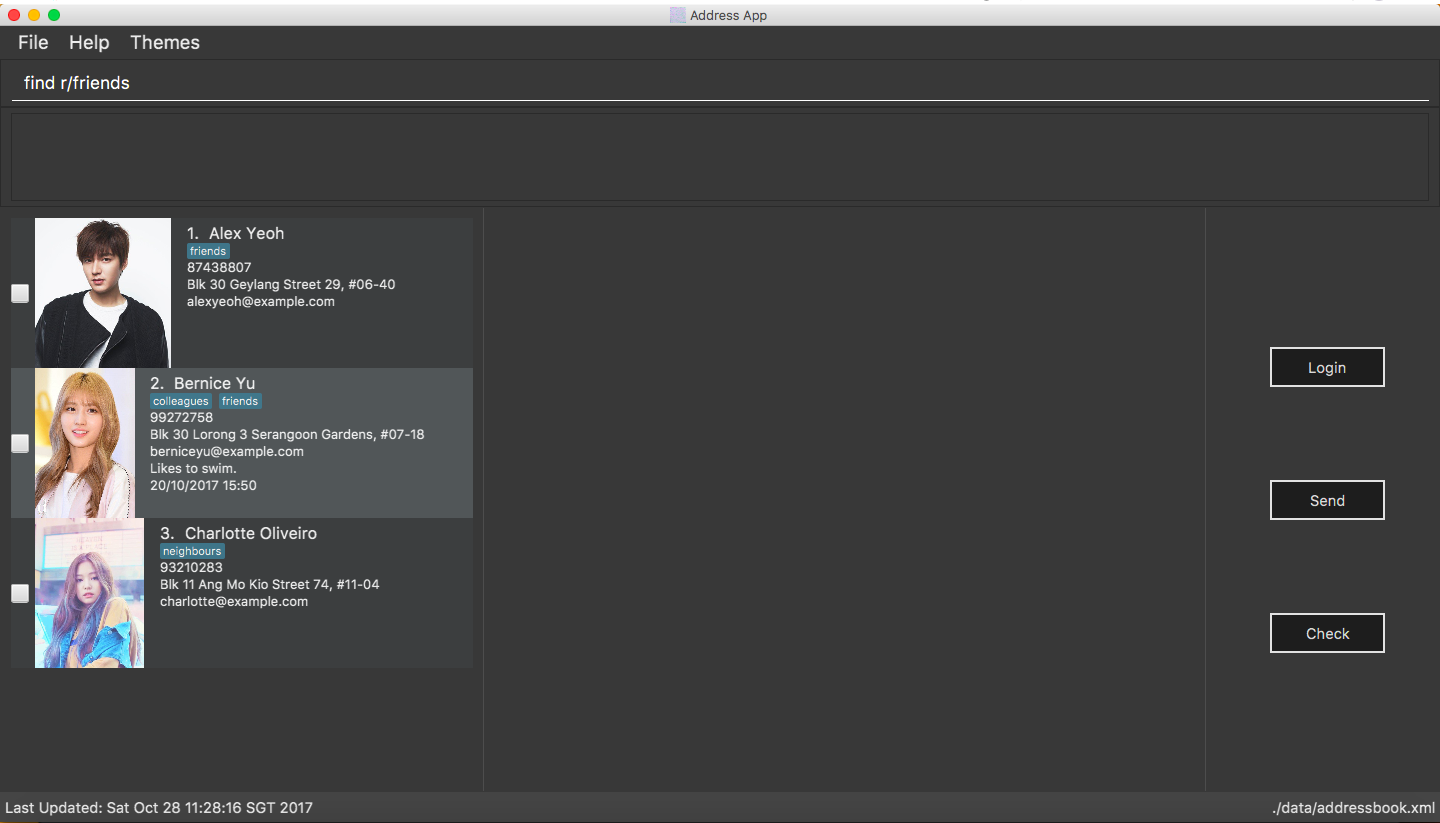 Address App
File Help Themes
find r/friends
1. Alex Yeoh
friends
87438807
Blk 30 Geylang Street 29, #06-40
alexyeoh@example.com
2. Bernice Yu
colleagues friends
99272758
Blk 30 Lorong 3 Serangoon Gardens, #07-18
berniceyu@example.com
Likes to swim.
20/10/2017 15:50
3. Charlotte Oliveiro
neighbours
93210283
Blk 11 Ang Mo Kio Street 74, #11-04
charlotte@example.com
Login
Send
Check
Last Updated: Sat Oct 28 11:28:16 SGT 2017
./data/addressbook.xml